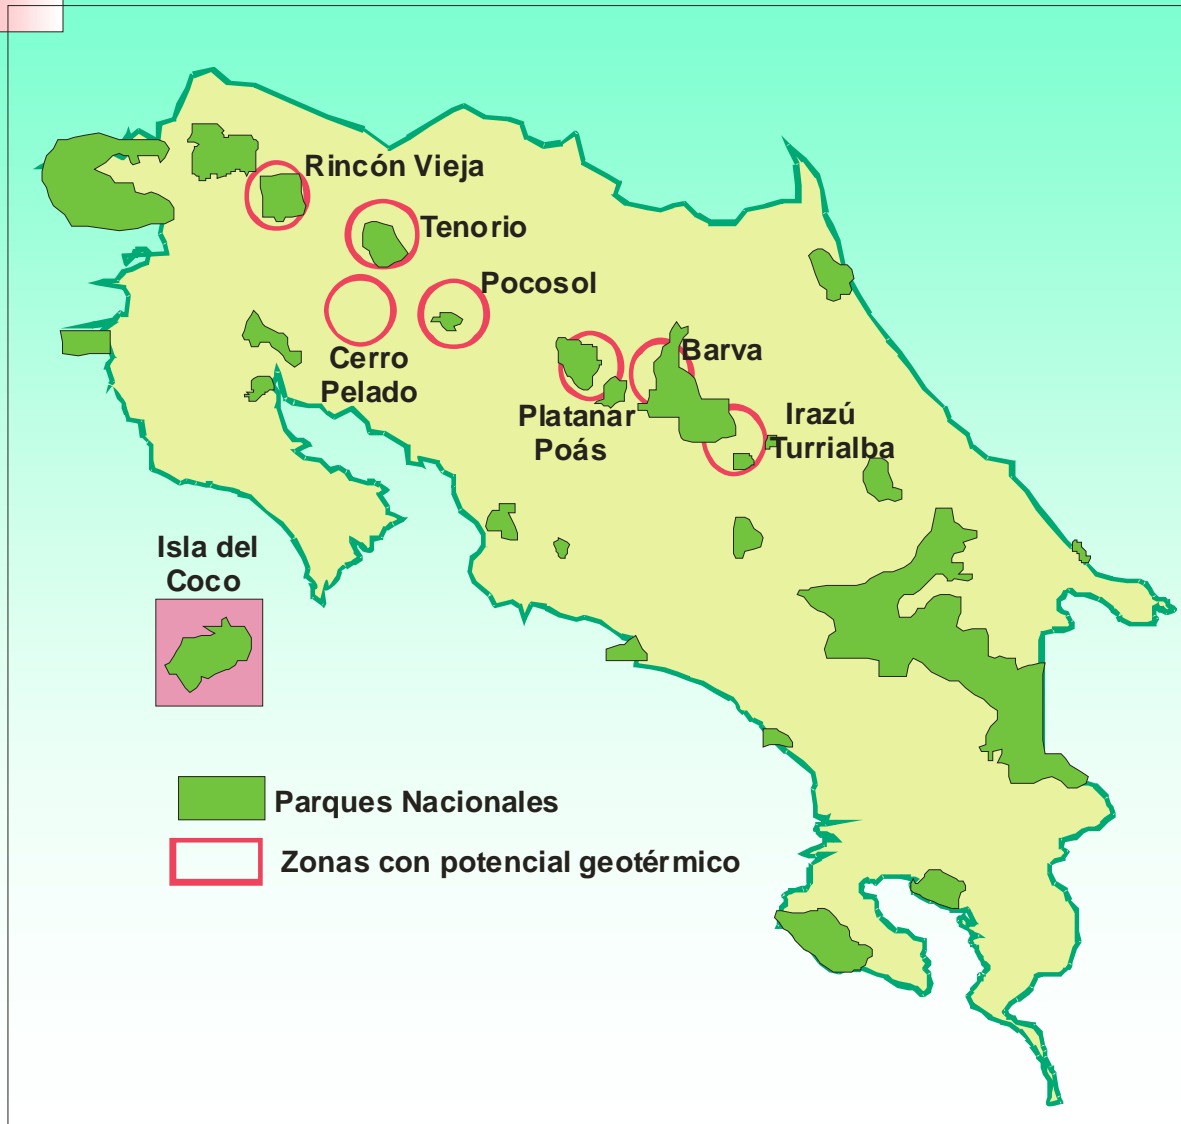 Rincón Vieja
Tenorio
Pocosol
Cerro
Pelado
Barva
Platanar
Poás
Irazú
Turrialba
Isla del
Coco
Parques Nacionales
Zonas con potencial geotérmico